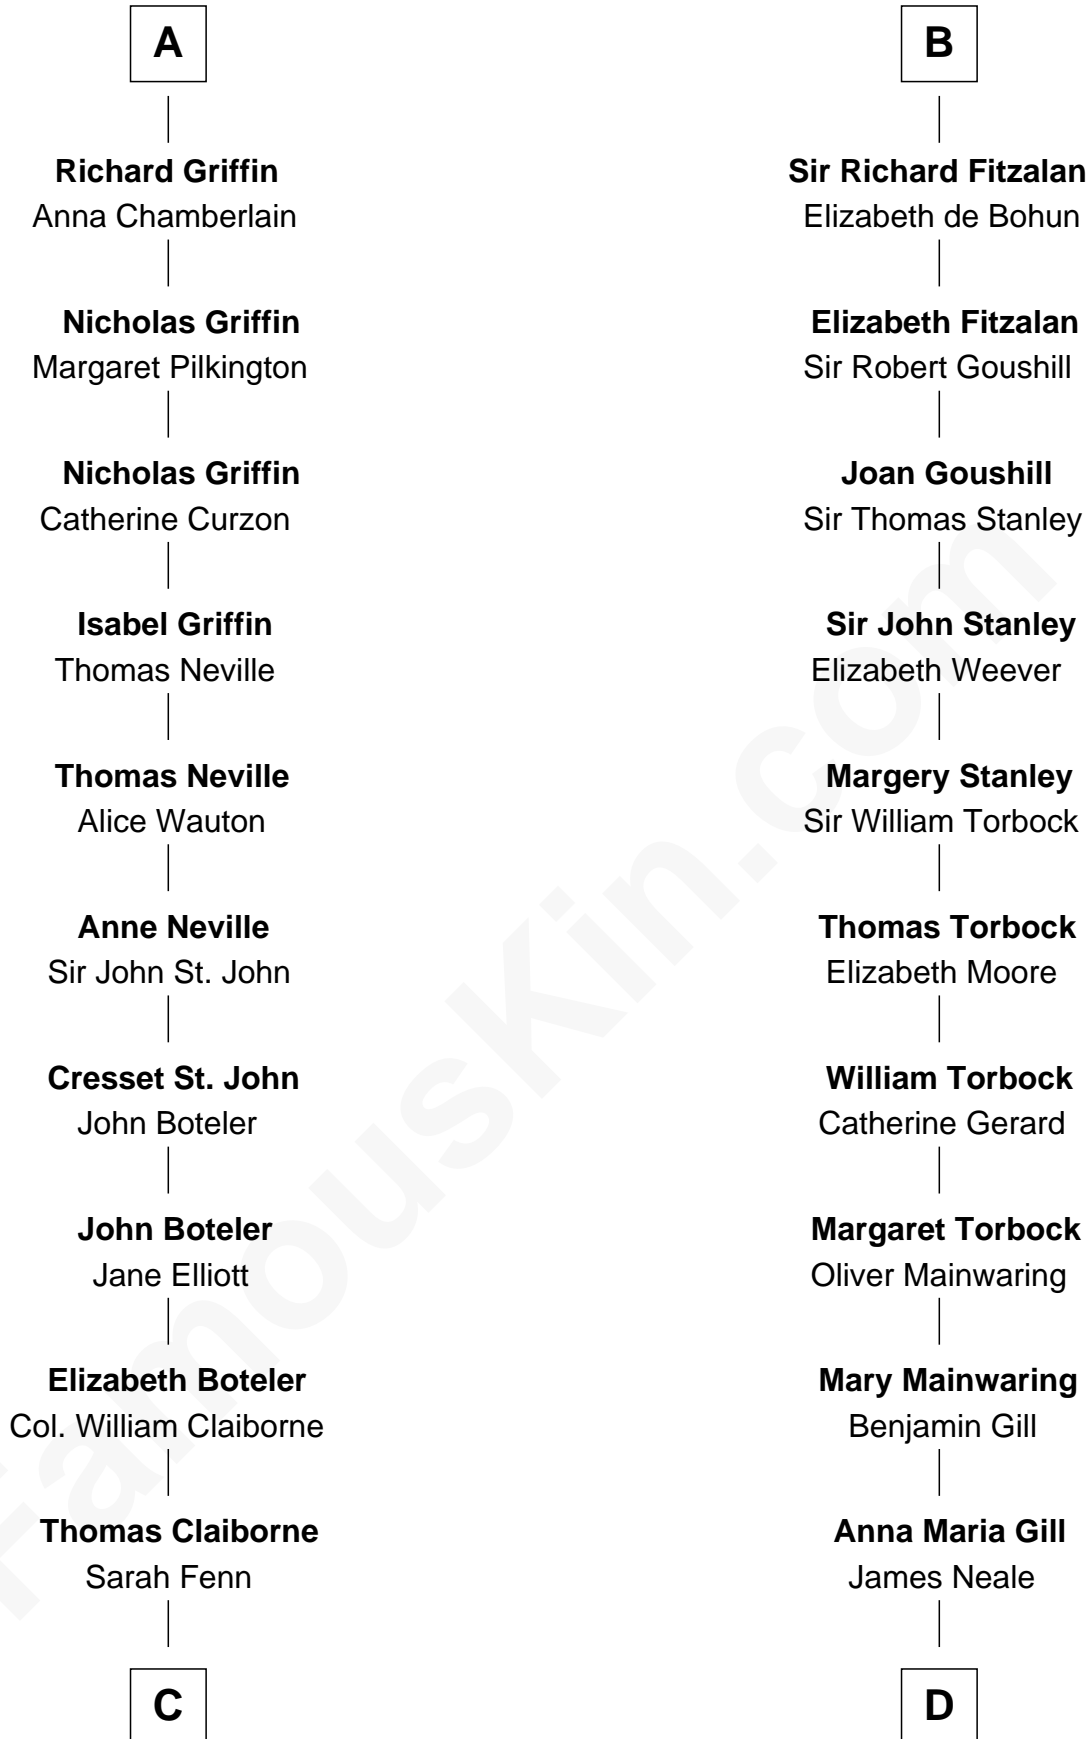 A
Richard Griffin
Anna Chamberlain
Nicholas Griffin
Margaret Pilkington
Nicholas Griffin
Catherine Curzon
Isabel Griffin
Thomas Neville
Thomas Neville
Alice Wauton
Anne Neville
Sir John St. John
Cresset St. John
John Boteler
John Boteler
Jane Elliott
Elizabeth Boteler
Col. William Claiborne
Thomas Claiborne
Sarah Fenn
C
B
Sir Richard Fitzalan
Elizabeth de Bohun
Elizabeth Fitzalan
Sir Robert Goushill
Joan Goushill
Sir Thomas Stanley
Sir John Stanley
Elizabeth Weever
Margery Stanley
Sir William Torbock
Thomas Torbock
Elizabeth Moore
William Torbock
Catherine Gerard
Margaret Torbock
Oliver Mainwaring
Mary Mainwaring
Benjamin Gill
Anna Maria Gill
James Neale
D
FamousKin.com